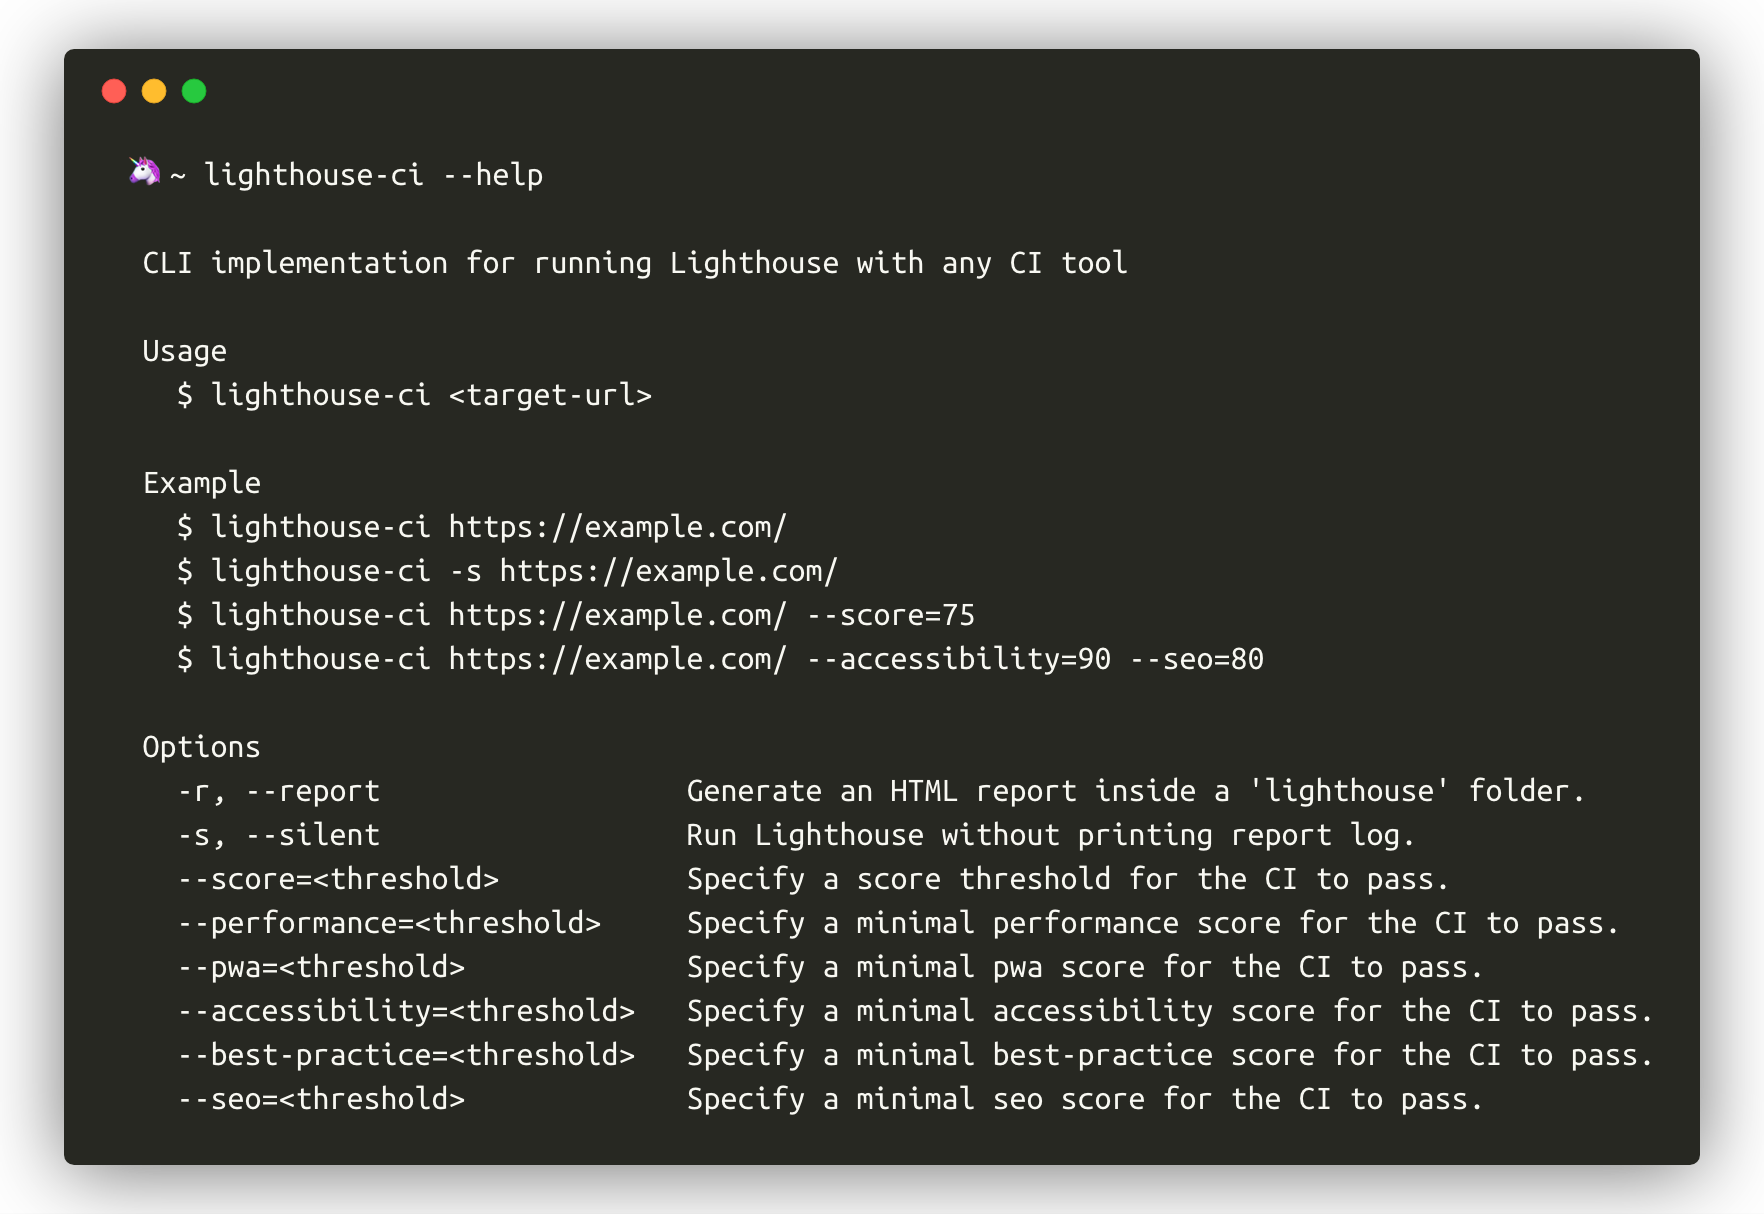 🦄 ~ lighthouse-ci --help
CLI implementation for running Lighthouse with any CI tool
Usage
$ lighthouse-ci <target-url>
Example
$ lighthouse-ci https://example.com/
$ lighthouse-ci -s https://example.com/
$ lighthouse-ci https://example.com/ --score=75
$ lighthouse-ci https://example.com/ --accessibility=90 --seo=80
Options
-r, --report Generate an HTML report inside a 'lighthouse' folder.
-s, --silent Run Lighthouse without printing report log.
--score=<threshold> Specify a score threshold for the CI to pass.
--performance=<threshold> Specify a minimal performance score for the CI to pass.
--pwa=<threshold> Specify a minimal pwa score for the CI to pass.
--accessibility=<threshold> Specify a minimal accessibility score for the CI to pass.
--best-practice=<threshold> Specify a minimal best-practice score for the CI to pass.
--seo=<threshold> Specify a minimal seo score for the CI to pass.